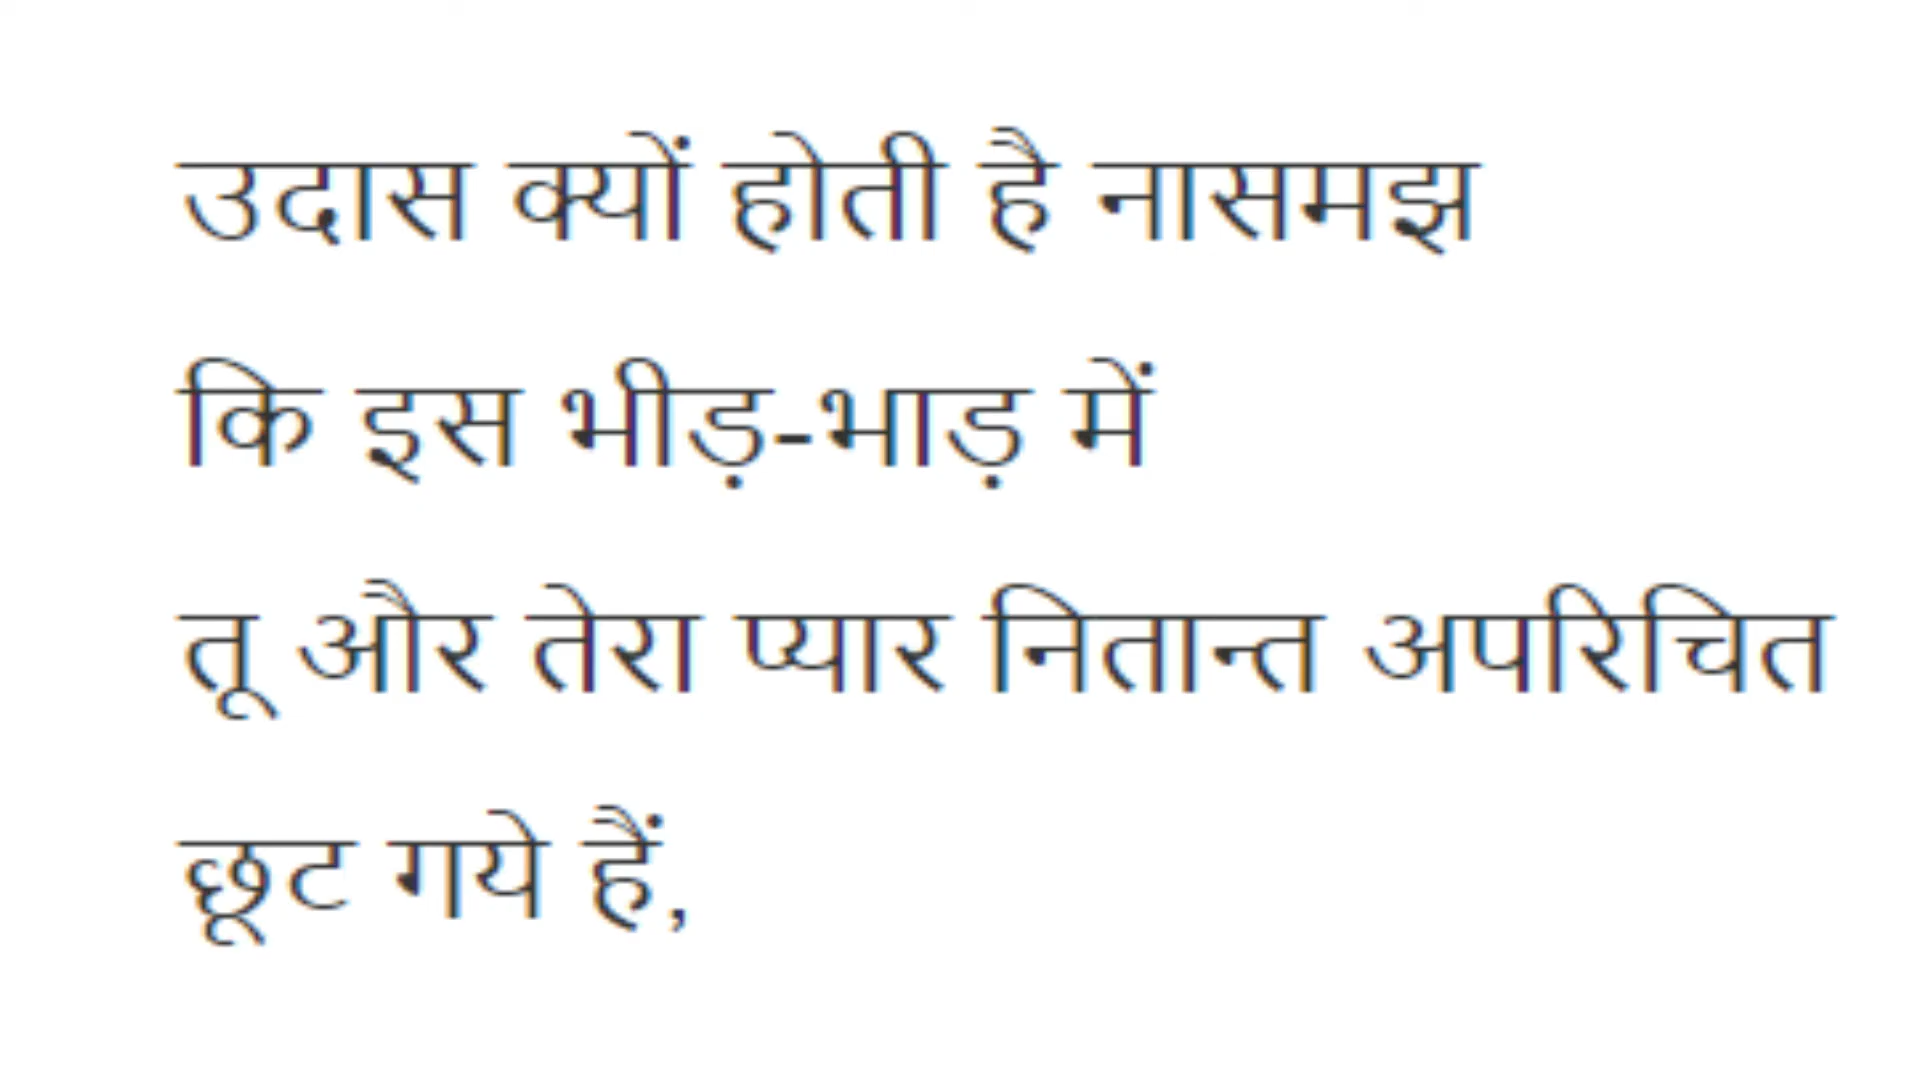 उदास क्यों होती है नासमझ
कि इस भीड़-भाड़ में
तू और तेरा प्यार नितान्त अपरिचित
छूट गये हैं,